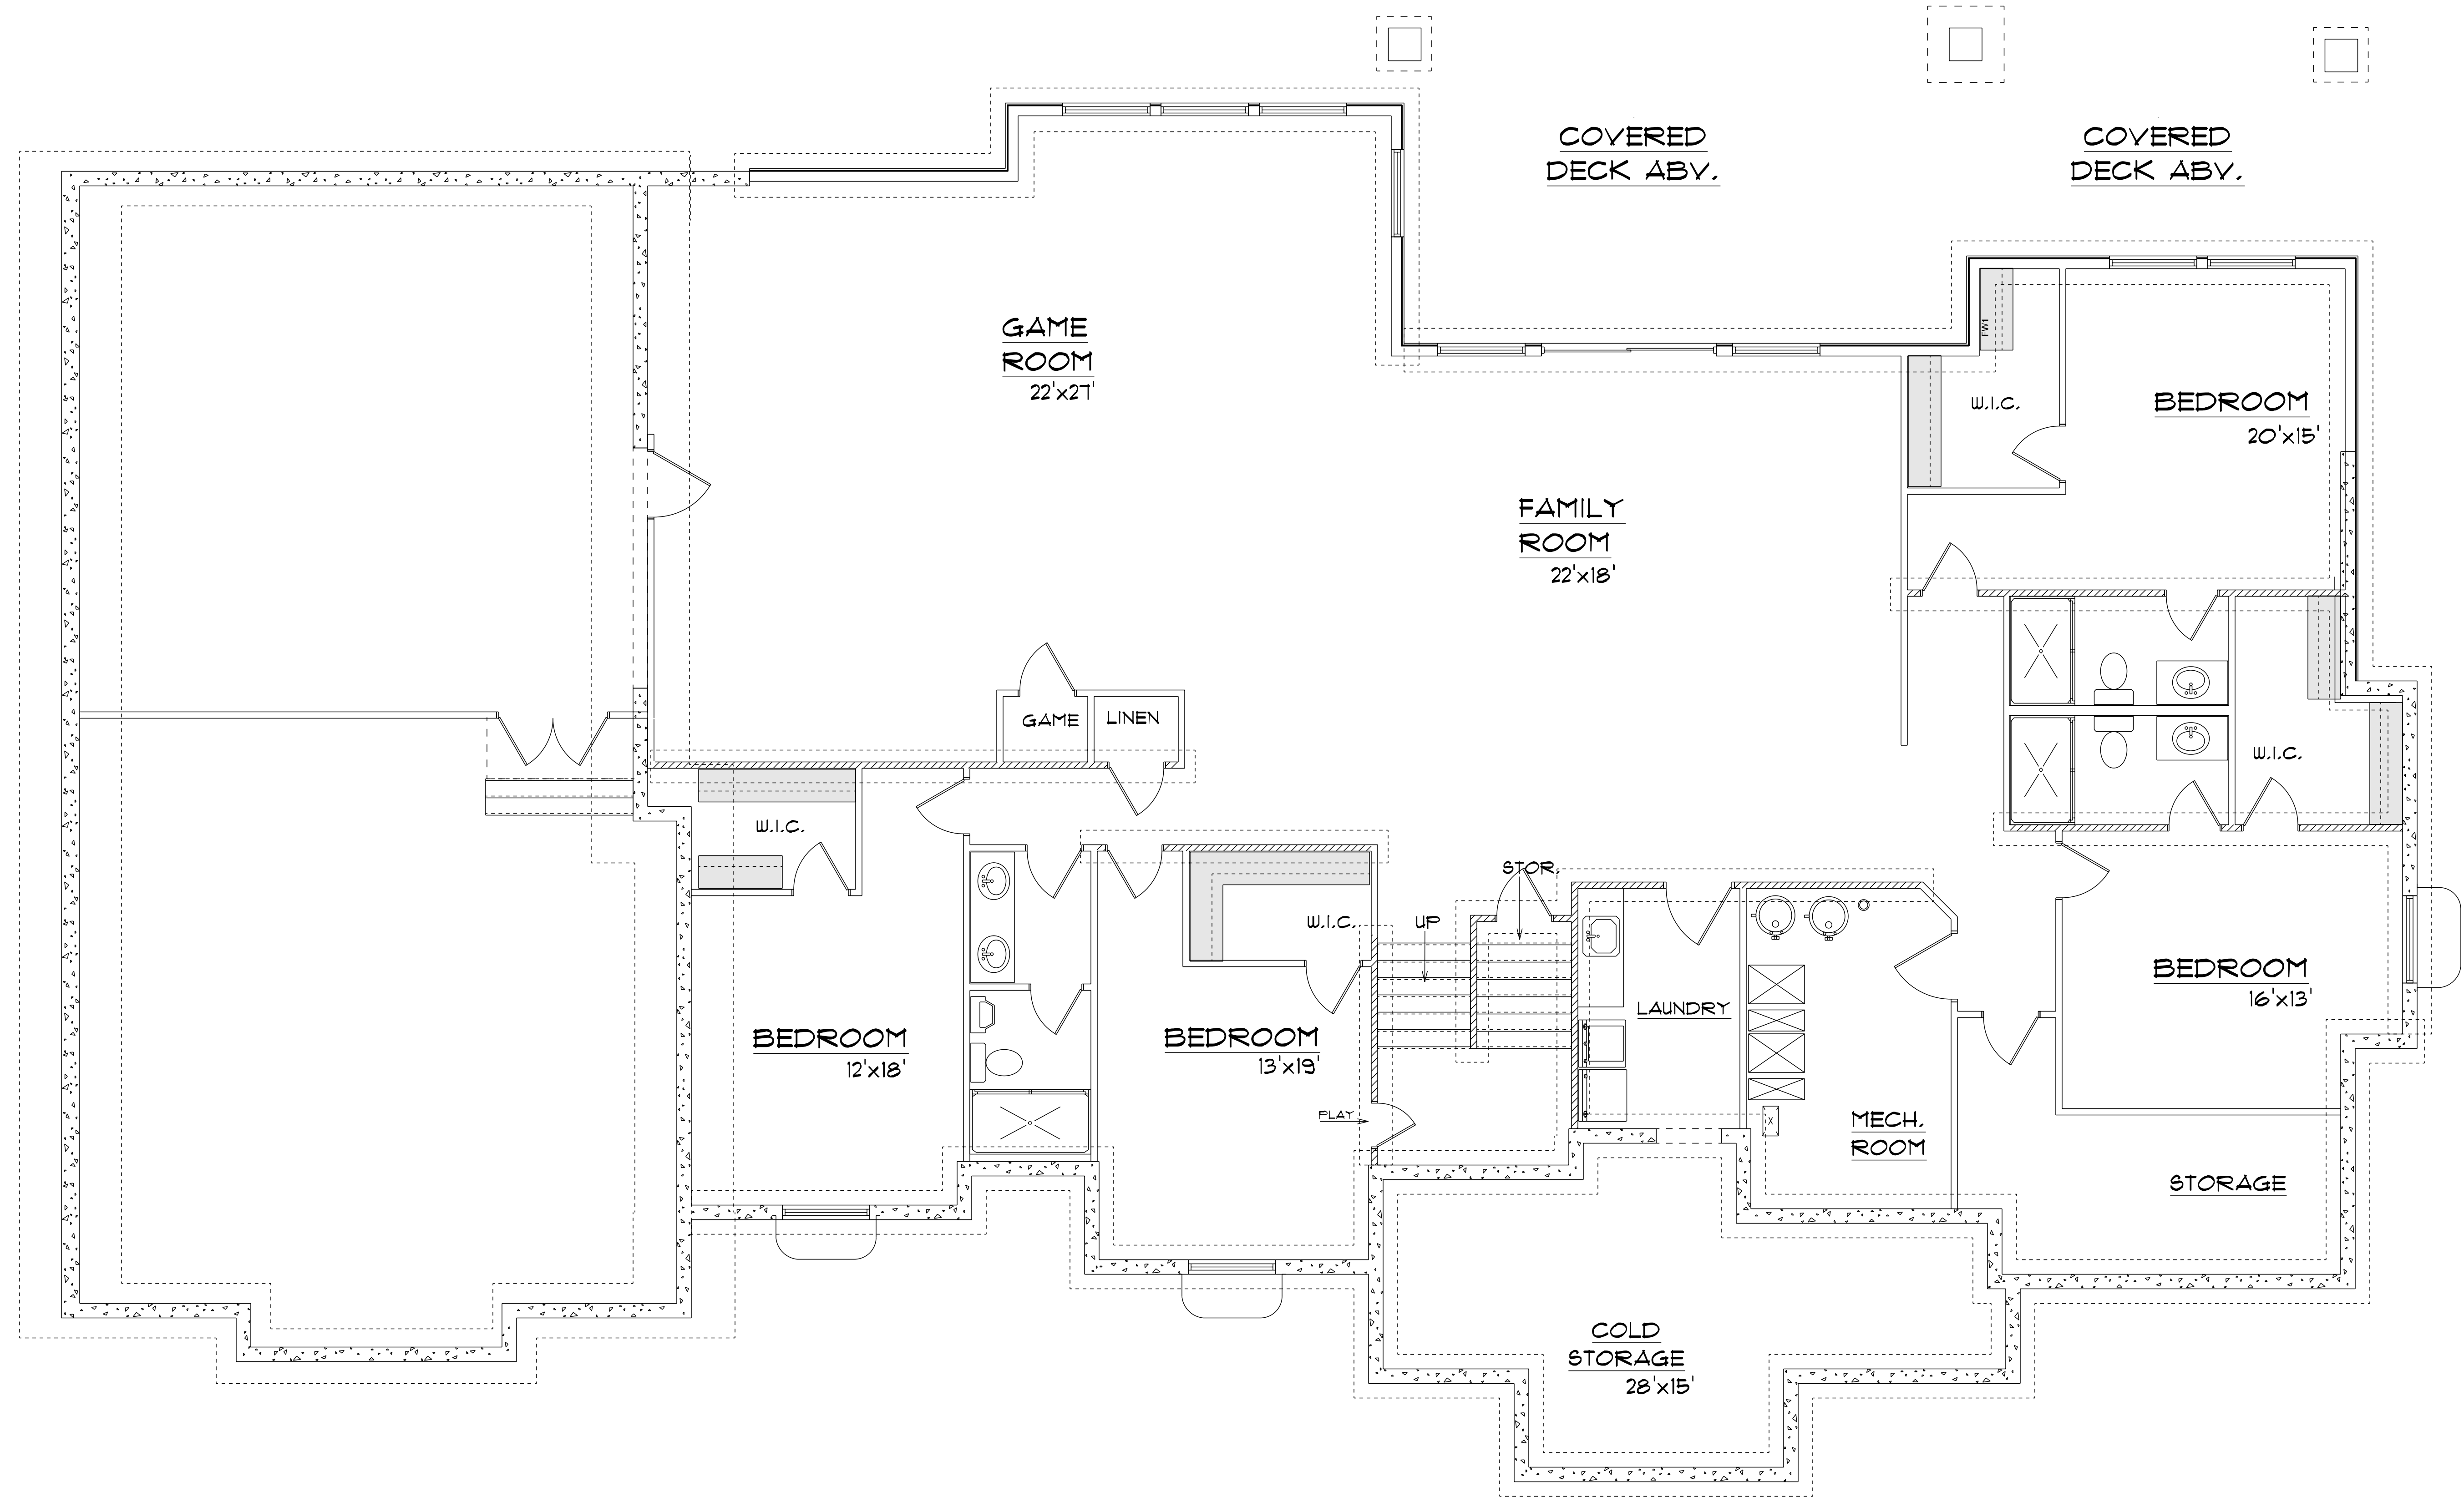 COVERED
DECK ABV.
COVERED
DECK ABV.
GAME
ROOM
22'x27'
FW1
W.I.C.
BEDROOM
20'x15'
FAMILY
ROOM
22'x18'
GAME
LINEN
W.I.C.
W.I.C.
STOR.
UP
W.I.C.
BEDROOM
16'x13'
LAUNDRY
BEDROOM
12'x18'
BEDROOM
13'x19'
PLAY
X
MECH.
ROOM
STORAGE
COLD
STORAGE
28'x15'